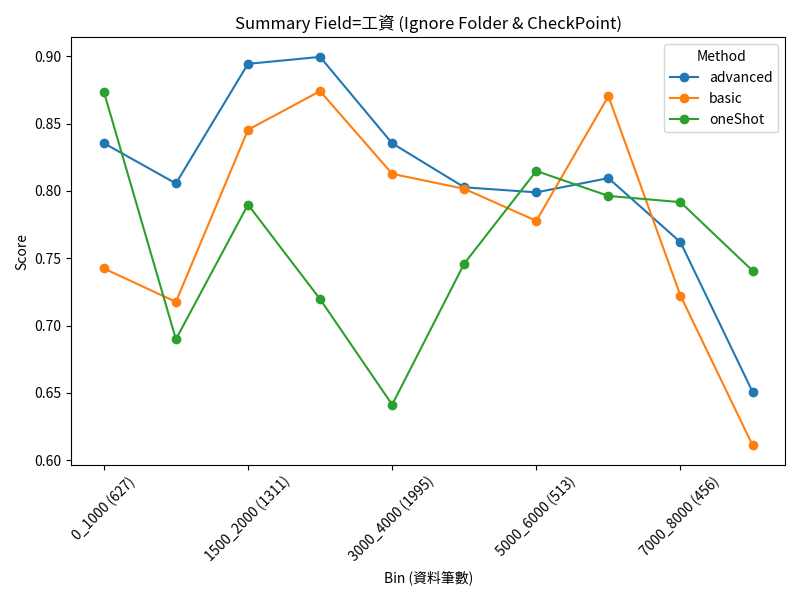 Summary Field=工資 (Ignore Folder & CheckPoint)
Method
advanced
basic
oneShot
Score
0.90
0.85
0.80
0.75
0.70
0.65
0.60
0_1000 (627)
1500_2000 (1311)
3000_4000 (1995)
5000_6000 (513)
7000_8000 (456)
Bin (資料筆數)